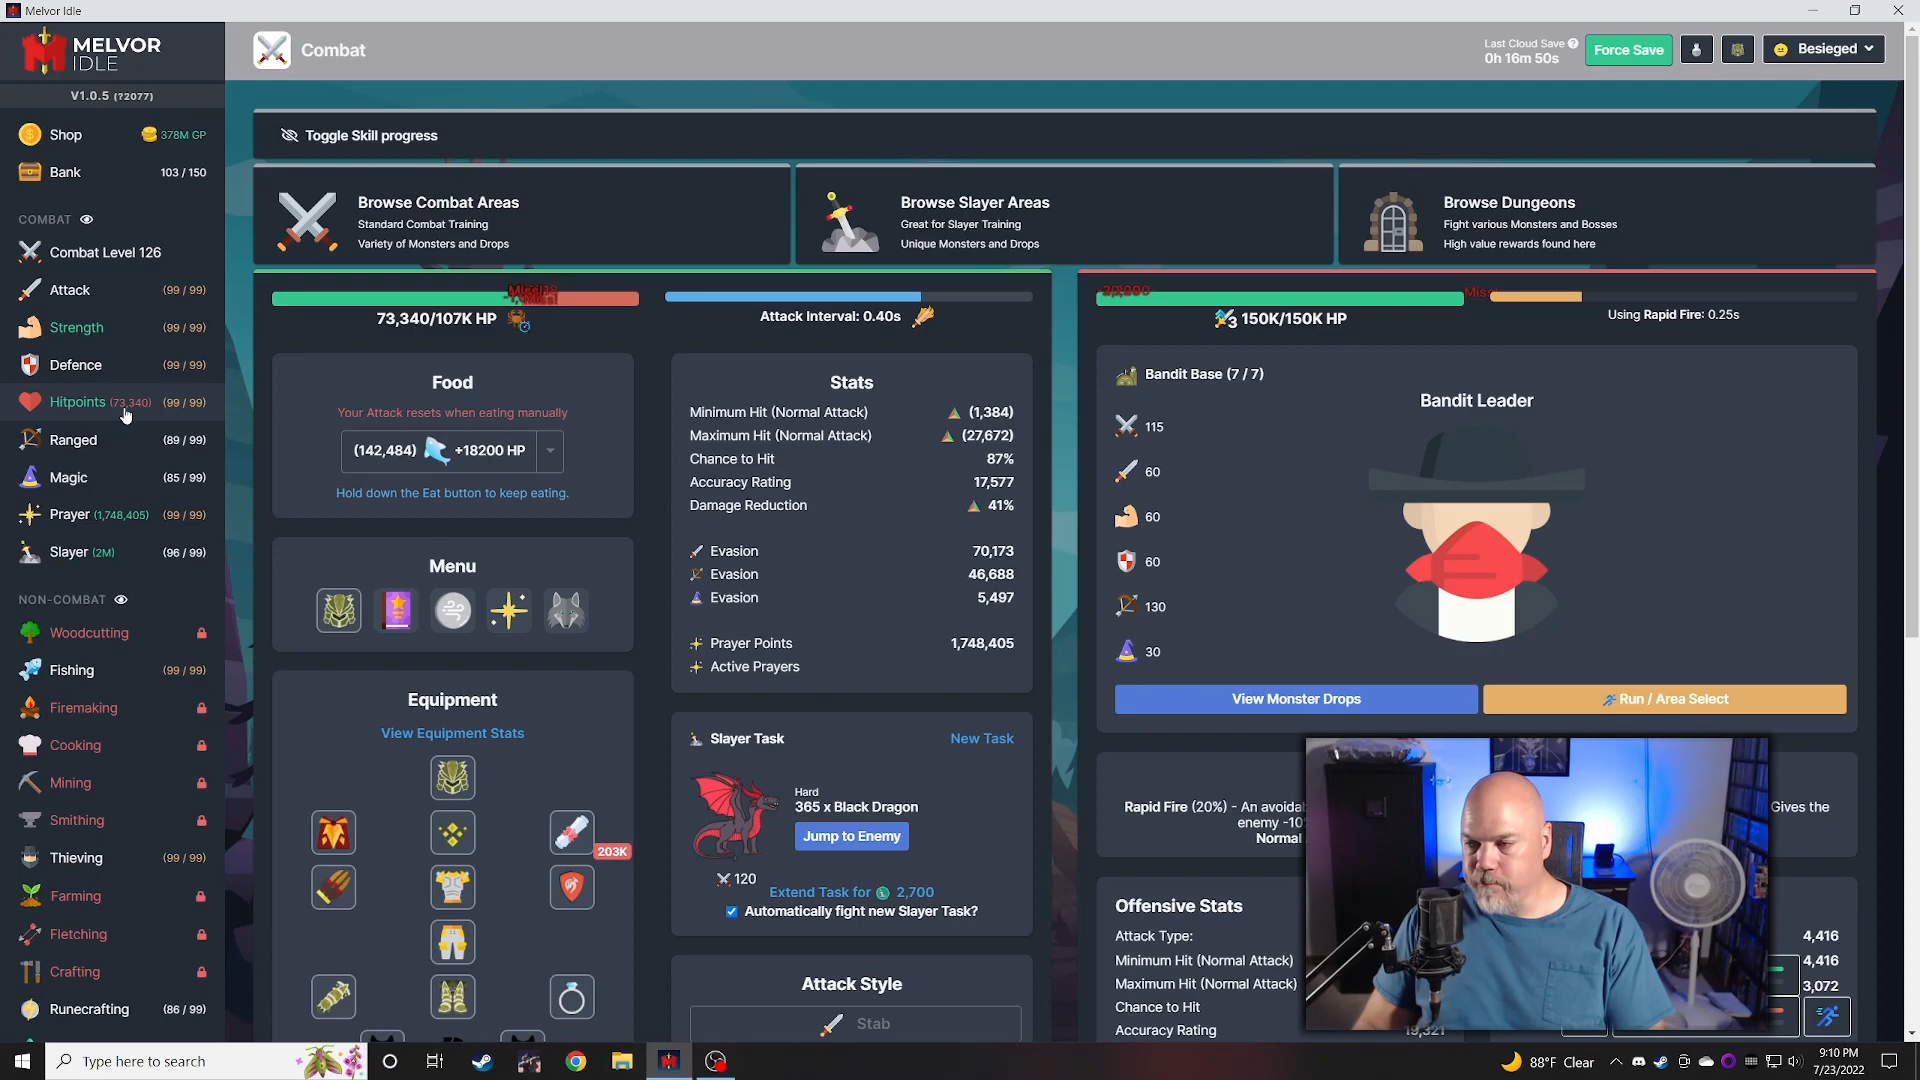 Melvor Idle
MELVOR
IDLE
V1.0.5 (?2077)
Shop 378M GP
Bank 103 / 150
COMBAT
Combat Level 126
Attack (99 / 99)
Strength (99 / 99)
Defence (99 / 99)
Hitpoints (73,340) (99 / 99)
Ranged (89 / 99)
Magic (85 / 99)
Prayer (1,748,405) (99 / 99)
Slayer (2M) (96 / 99)
NON-COMBAT
Woodcutting
Fishing (99 / 99)
Firemaking
Cooking
Mining
Smithing
Thieving (99 / 99)
Farming
Fletching
Crafting
Runecrafting (86 / 99)
Combat
Last Cloud Save
0h 16m 50s
Force Save
Besieged
Toggle Skill progress
Browse Combat Areas
Standard Combat Training
Variety of Monsters and Drops
Browse Slayer Areas
Great for Slayer Training
Unique Monsters and Drops
Browse Dungeons
Fight various Monsters and Bosses
High value rewards found here
73,340/107K HP
Attack Interval: 0.40s
Food
Your Attack resets when eating manually
(142,484) +18200 HP
Hold down the Eat button to keep eating.
Menu
Equipment
View Equipment Stats
203K
Stats
Minimum Hit (Normal Attack) (1,384)
Maximum Hit (Normal Attack) (27,672)
Chance to Hit 87%
Accuracy Rating 17,577
Damage Reduction 41%
Evasion 70,173
Evasion 46,688
Evasion 5,497
Prayer Points 1,748,405
Active Prayers
Slayer Task New Task
Hard
365 x Black Dragon
Jump to Enemy
120
Extend Task for 2,700
Automatically fight new Slayer Task?
Attack Style
Stab
3 150K/150K HP
Using Rapid Fire: 0.25s
Bandit Base (7 / 7)
Bandit Leader
115
60
60
60
130
30
View Monster Drops
Run / Area Select
Rapid Fire (20%) - An avoida
Gives the
enemy -10
Normal
Offensive Stats
Attack Type: 4,416
Minimum Hit (Normal Attack) 4,416
Maximum Hit (Normal Attack) 3,072
Chance to Hit
Accuracy Rating 19,321
Type here to search
88°F Clear
9:10 PM
7/23/2022